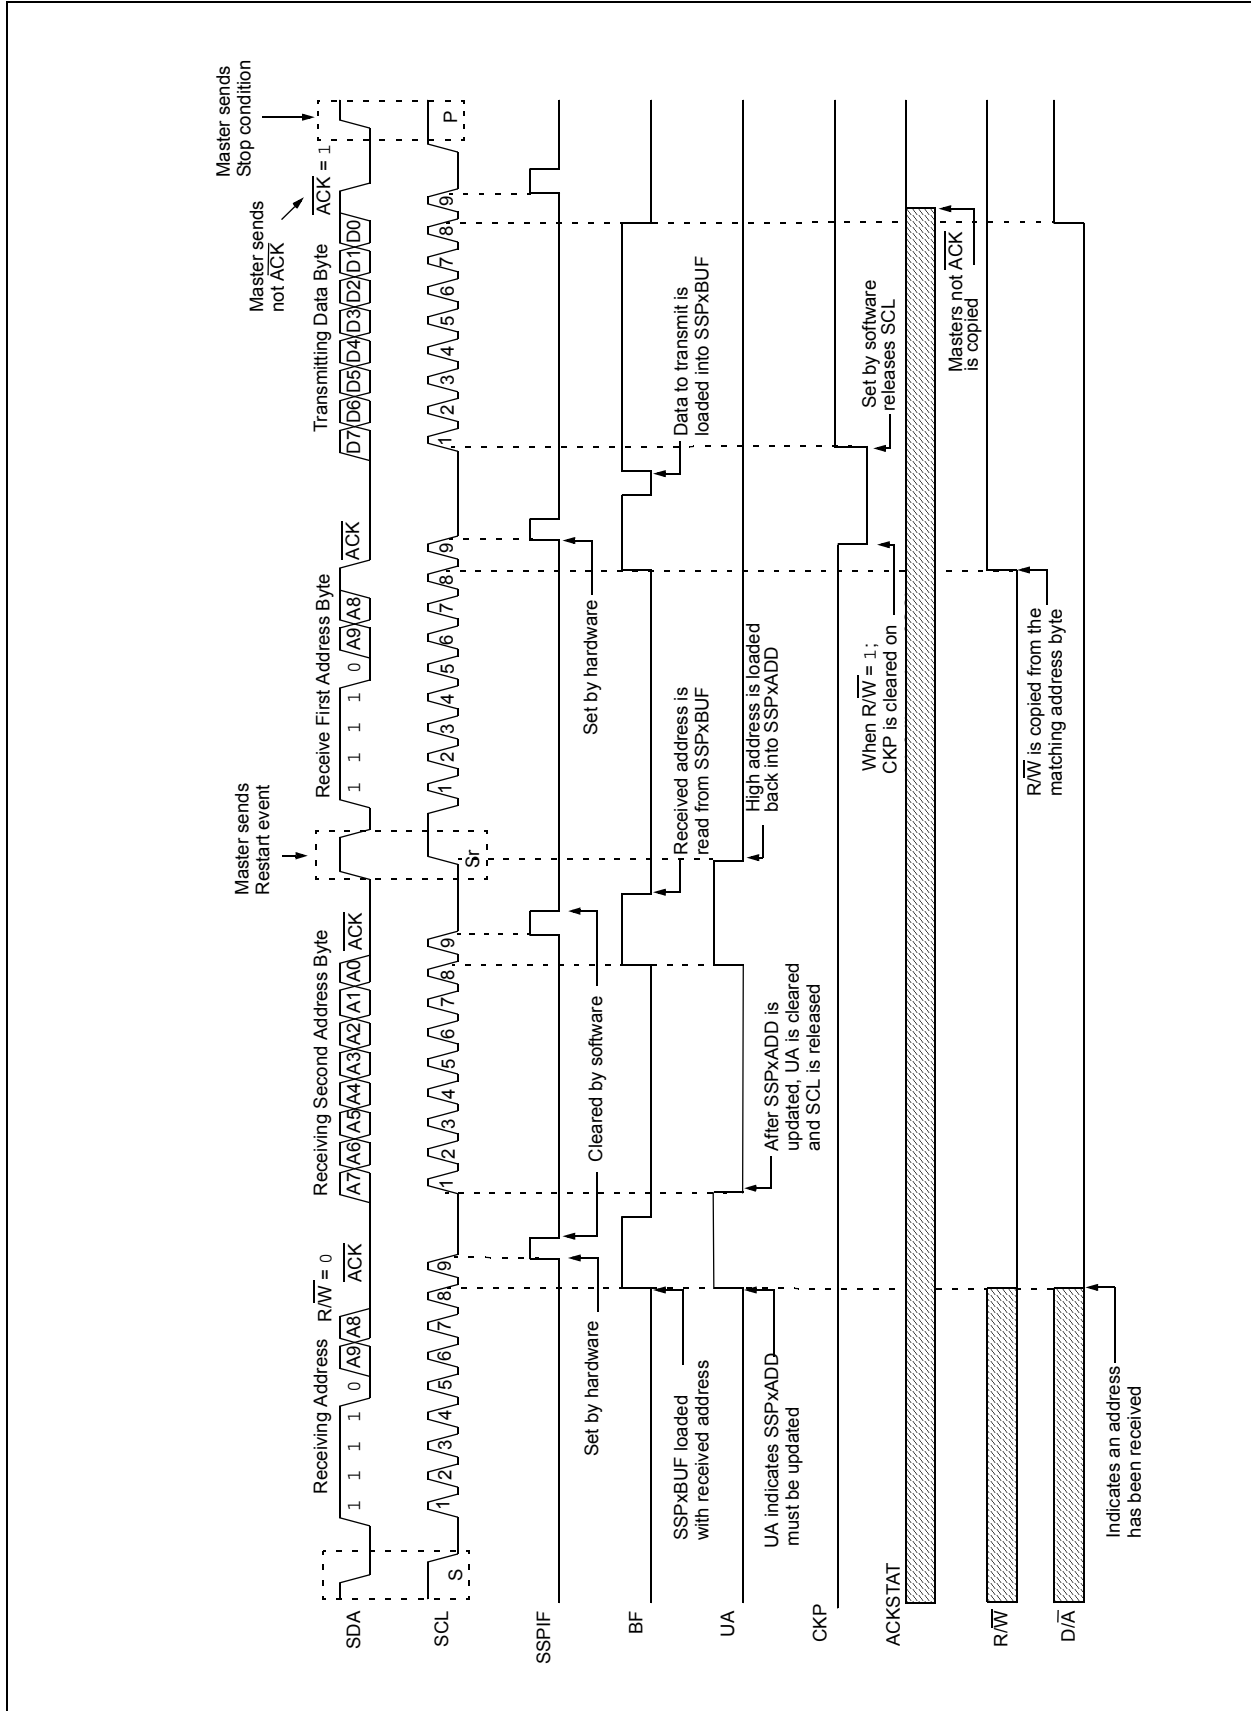 Master sends
Stop condition
Master sends
not ACK
ACK = 1
Transmitting Data Byte
D7 D6 D5 D4 D3 D2 D1 D0
Receive First Address Byte
1 1 1 1 0 A9 A8
ACK
Master sends
Restart event
Receiving Second Address Byte
A7 A6 A5 A4 A3 A2 A1 A0
ACK
Receiving Address
R/W = 0
1 1 1 1 0 A9 A8
ACK
SDA
SCL
S
1 2 3 4 5 6 7 8 9
1 2 3 4 5 6 7 8 9
Sr
1 2 3 4 5 6 7 8 9
1 2 3 4 5 6 7 8 9
P
SSPIF
Set by hardware
Cleared by software
Set by hardware
BF
SSPxBUF loaded
with received address
Received address is
read from SSPxBUF
Data to transmit is
loaded into SSPxBUF
UA
UA indicates SSPxADD
must be updated
After SSPxADD is
updated, UA is cleared
and SCL is released
High address is loaded
back into SSPxADD
CKP
When R/W = 1;
CKP is cleared on
Set by software
releases SCL
ACKSTAT
Masters not ACK
is copied
R/W
R/W is copied from the
matching address byte
D/A
Indicates an address
has been received